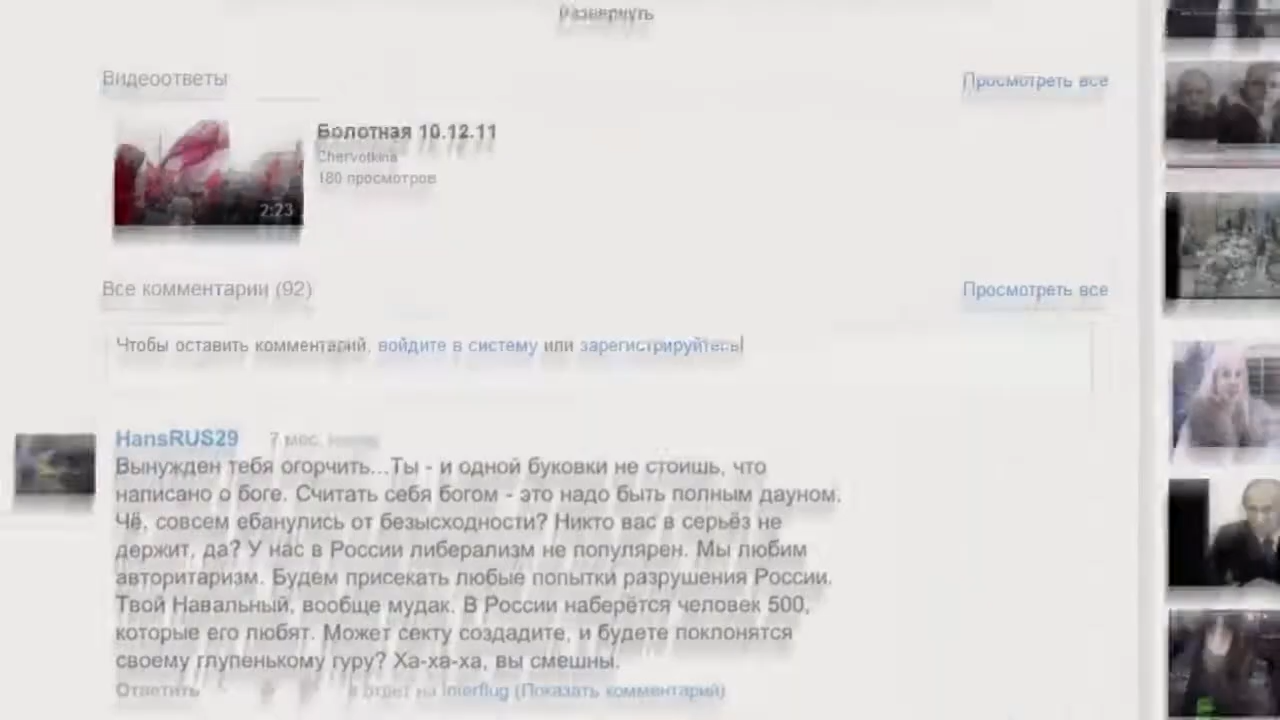 Развернуть
Видеоответы Просмотреть все
Болотная 10.12.11
Chervotkina
180 просмотров
2:23
Все комментарии (92) Просмотреть все
Чтобы оставить комментарий, войдите в систему или зарегистрируйтесь
HansRUS29 7 мес. назад
Вынужден тебя огорчить...Ты - и одной буковки не стоишь, что
написано о боге. Считать себя богом - это надо быть полным дауном.
Чё, совсем ебанулись от безысходности? Никто вас в серьёз не
держит, да? У нас в России либерализм не популярен. Мы любим
авторитаризм. Будем присекать любые попытки разрушения России.
Твой Навальный, вообще мудак. В России наберётся человек 500,
которые его любят. Может секту создадите, и будете поклонятся
своему глупенькому гуру? Ха-ха-ха, вы смешны.
Ответить в ответ на Interflug (Показать комментарий)